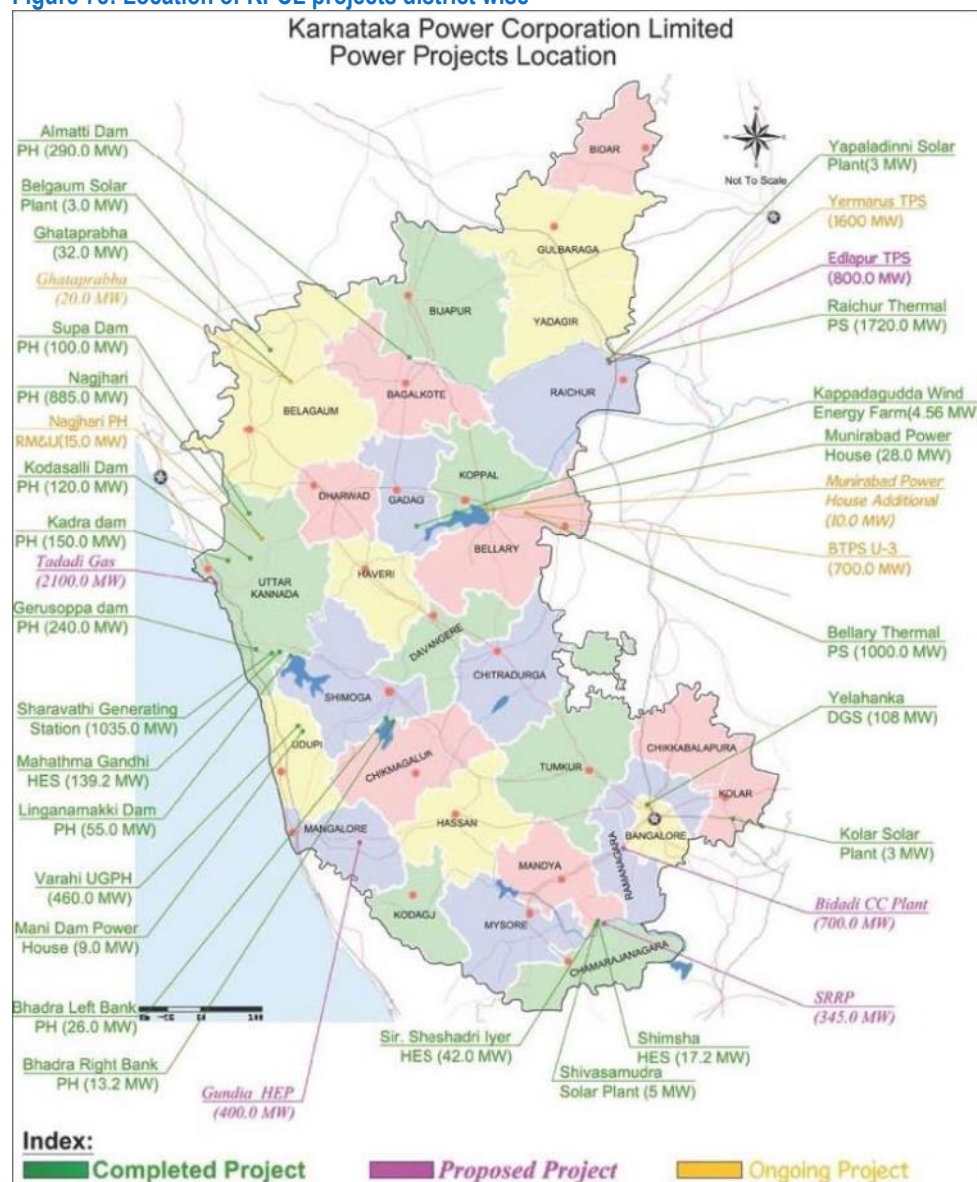 Karnataka Power Corporation Limited
Power Projects Location
Almatti Dam
PH (290.0 MW)
Belgaum Solar
Plant (3.0 MW)
Ghataprabha
(32.0 MW)
Ghataprabha
(20.0 MW)
Supa Dam
PH (100.0 MW)
Nagjhari
PH (885.0 MW)
Nagjhari PH
RM&U(15.0 MW)
Kodasalli Dam
PH (120.0 MW)
Kadra dam
PH (150.0 MW)
Tadadi Gas
(2100.0 MW)
Gerusoppa dam
PH (240.0 MW)
Sharavathi Generating
Station (1035.0 MW)
Mahathma Gandhi
HES (139.2 MW)
Linganamakki Dam
PH (55.0 MW)
Varahi UGPH
(460.0 MW)
Mani Dam Power
House (9.0 MW)
Bhadra Left Bank
PH (26.0 MW)
Bhadra Right Bank
PH (13.2 MW)
Gundia HEP
(400.0 MW)
BIDAR
GULBARAGA
BIJAPUR
YADAGIR
BAGALKOTE
RAICHUR
BELAGAUM
KOPPAL
DHARWAD
GADAG
BELLARY
UTTAR
KANNADA
HAVERI
DAVANGERE
CHITRADURGA
SHIMOGA
UDUPI
CHIKMAGALUR
TUMKUR
CHIKKABALAPURA
KOLAR
MANGALORE
HASSAN
BANGALORE
RAMANAGARA
MANDYA
KODAGJ
MYSORE
CHAMARAJANAGARA
Not To Scale
Yapaladinni Solar
Plant(3 MW)
Yermarus TPS
(1600 MW)
Edlapur TPS
(800.0 MW)
Raichur Thermal
PS (1720.0 MW)
Kappadagudda Wind
Energy Farm(4.56 MW
Munirabad Power
House (28.0 MW)
Munirabad Power
House Additional
(10.0 MW)
BTPS U-3
(700.0 MW)
Bellary Thermal
PS (1000.0 MW)
Yelahanka
DGS (108 MW)
Kolar Solar
Plant (3 MW)
Bidadi CC Plant
(700.0 MW)
SRRP
(345.0 MW)
Sir. Sheshadri Iyer
HES (42.0 MW)
Shimsha
HES (17.2 MW)
Shivasamudra
Solar Plant (5 MW)
Index:
Completed Project
Proposed Project
Ongoing Project